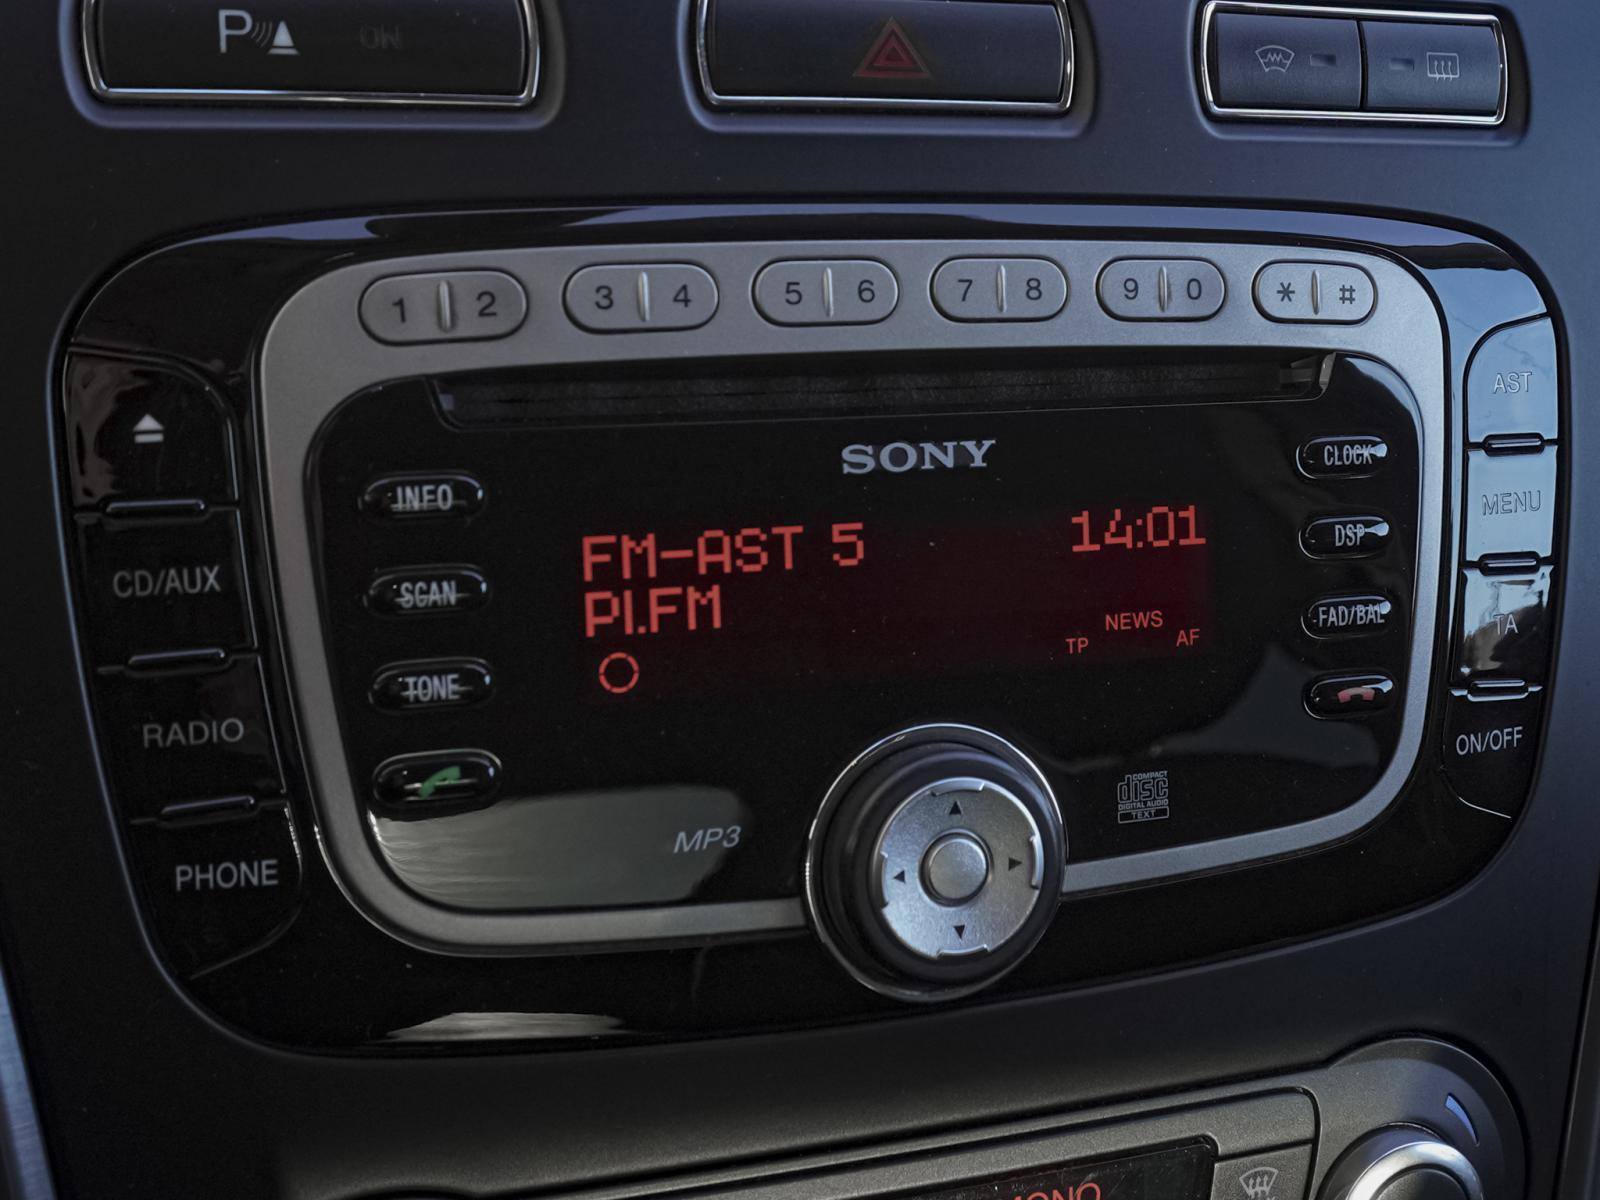 P ON
1 2 3 4 5 6 7 8 9 0 * #
SONY
AST
CLOCK
INFO
MENU
FM-AST 5 14:01
DSP
CD/AUX
SCAN
PI.FM
NEWS
FAD/BAL
TA
TP AF
TONE
RADIO
ON/OFF
COMPACT
disc
DIGITAL AUDIO
TEXT
MP3
PHONE
MONO